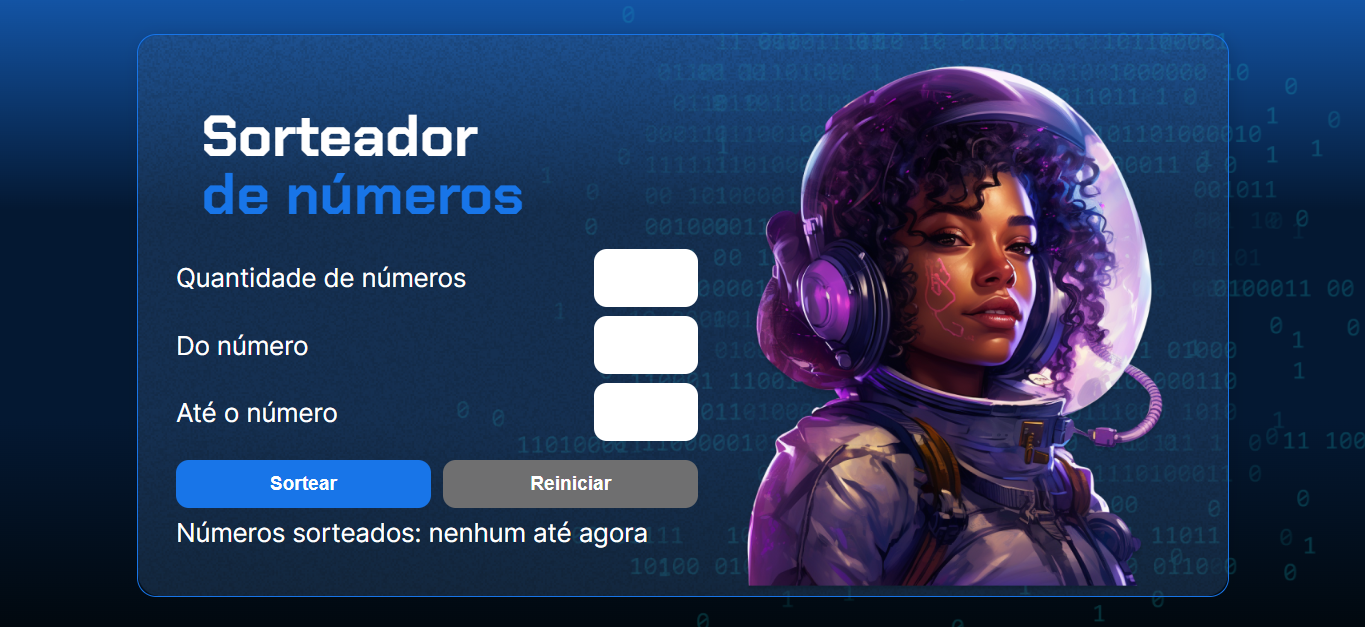 Sorteador
de números
Quantidade de números
Do número
Até o número
Sortear
Reiniciar
Números sorteados: nenhum até agora